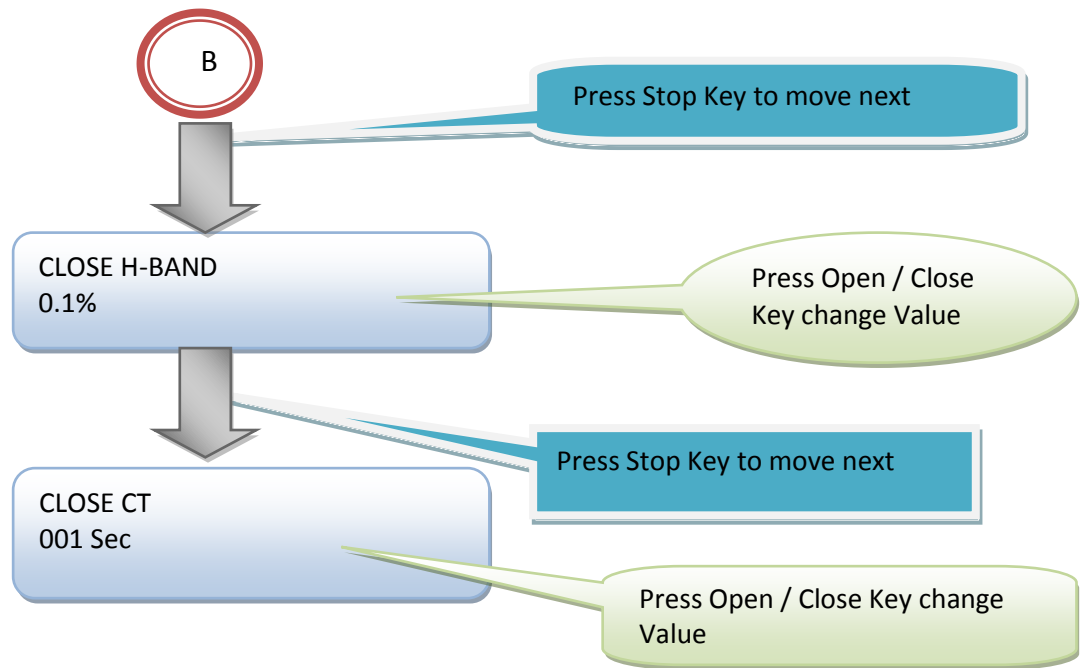 B
Press Stop Key to move next
CLOSE H-BAND
0.1%
Press Open / Close
Key change Value
Press Stop Key to move next
CLOSE CT
001 Sec
Press Open / Close Key change
Value